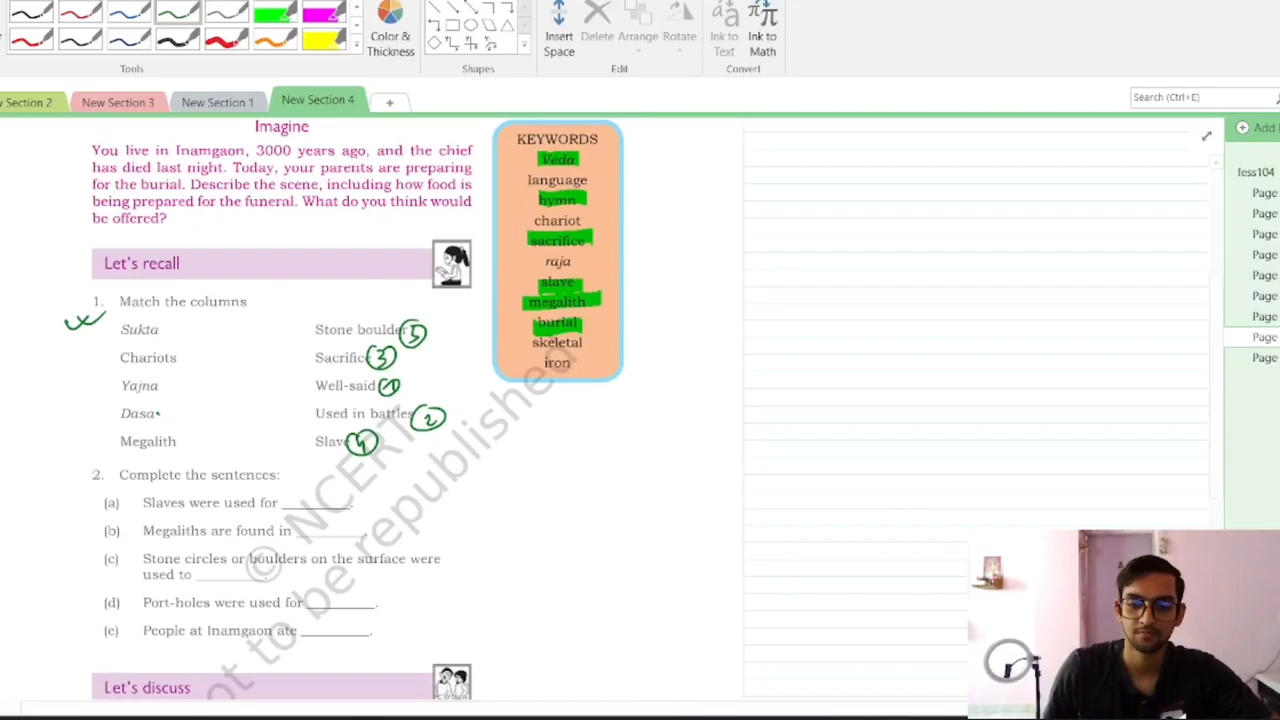 Tools
Color &
Thickness
Shapes
Insert
Space
Delete
Arrange
Rotate
Edit
Ink to
Text
Ink to
Math
Convert
Section 2
New Section 3
New Section 1
New Section 4
+
Search (Ctrl+E)
Add
fess104
Page
Page
Page
Page
Page
Page
Page
Page
Page
Page
Imagine
You live in Inamgaon, 3000 years ago, and the chief
has died last night. Today, your parents are preparing
for the burial. Describe the scene, including how food is
being prepared for the funeral. What do you think would
be offered?
KEYWORDS
Veda
language
hymn
chariot
sacrifice
raja
slave
megalith
burial
skeletal
iron
Let's recall
1. Match the columns
Sukta Stone boulder 5
Chariots Sacrifice 3
Yajna Well-said 1
Dasa Used in battles 2
Megalith Slave 4
2. Complete the sentences:
(a) Slaves were used for _________.
(b) Megaliths are found in _________.
(c) Stone circles or boulders on the surface were
used to _________.
(d) Port-holes were used for _________.
(e) People at Inamgaon ate _________.
Let's discuss
© NCERT
not to be republished